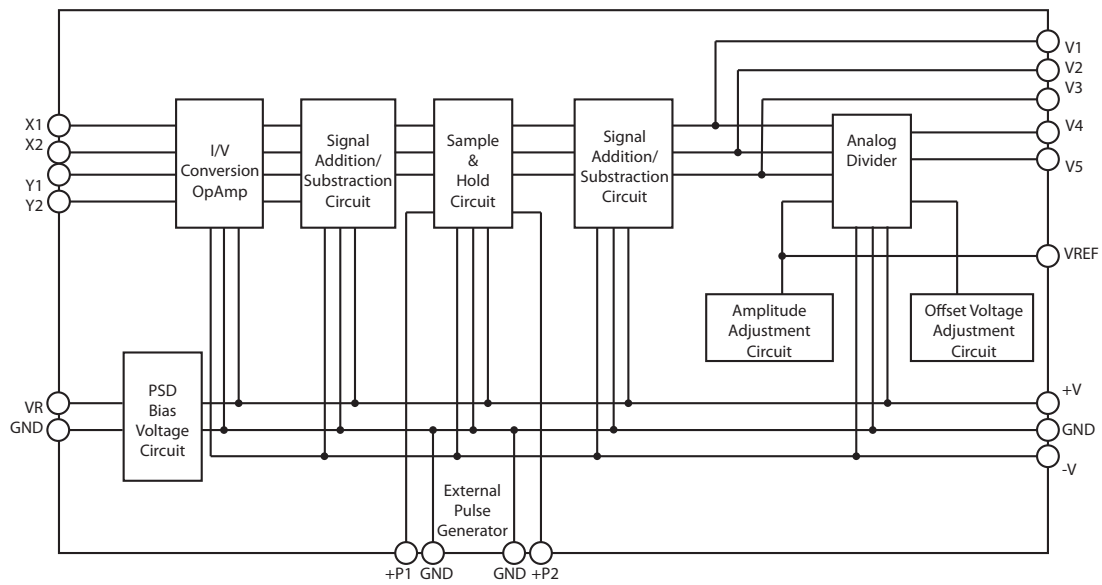 V1
V2
V3
V4
V5
X1
X2
Y1
Y2
I/V
Conversion
OpAmp
Signal
Addition/
Substraction
Circuit
Sample
&
Hold
Circuit
Signal
Addition/
Substraction
Circuit
Analog
Divider
VREF
Amplitude
Adjustment
Circuit
Offset Voltage
Adjustment
Circuit
VR
GND
PSD
Bias
Voltage
Circuit
+V
GND
-V
External
Pulse
Generator
+P1 GND GND +P2